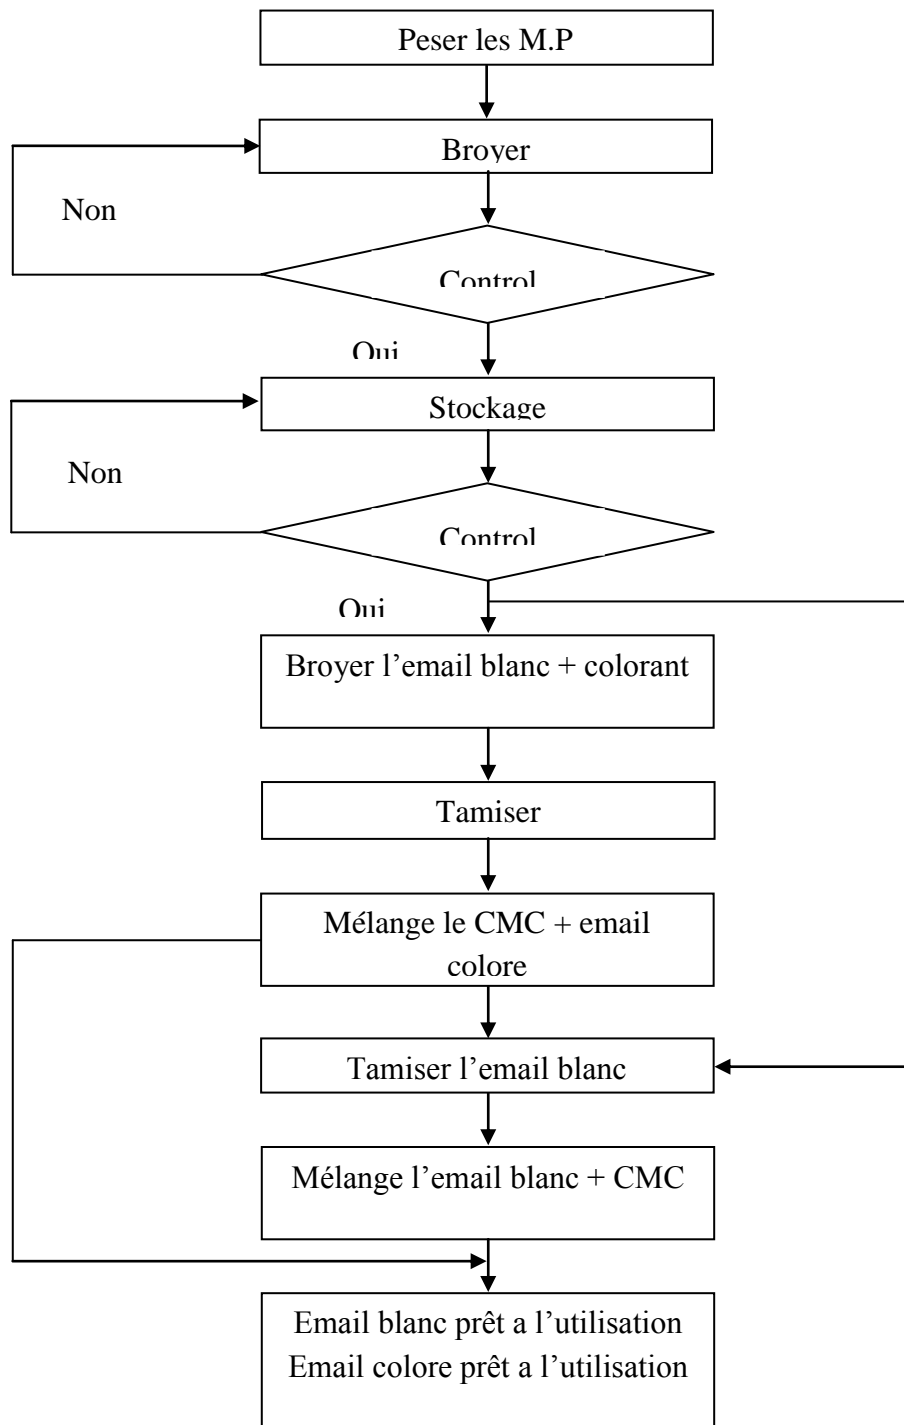 Peser les M.P
Broyer
Non
Control
Oui
Stockage
Non
Control
Oui
Broyer l’email blanc + colorant
Tamiser
Mélange le CMC + email
colore
Tamiser l’email blanc
Mélange l’email blanc + CMC
Email blanc prêt a l’utilisation
Email colore prêt a l’utilisation